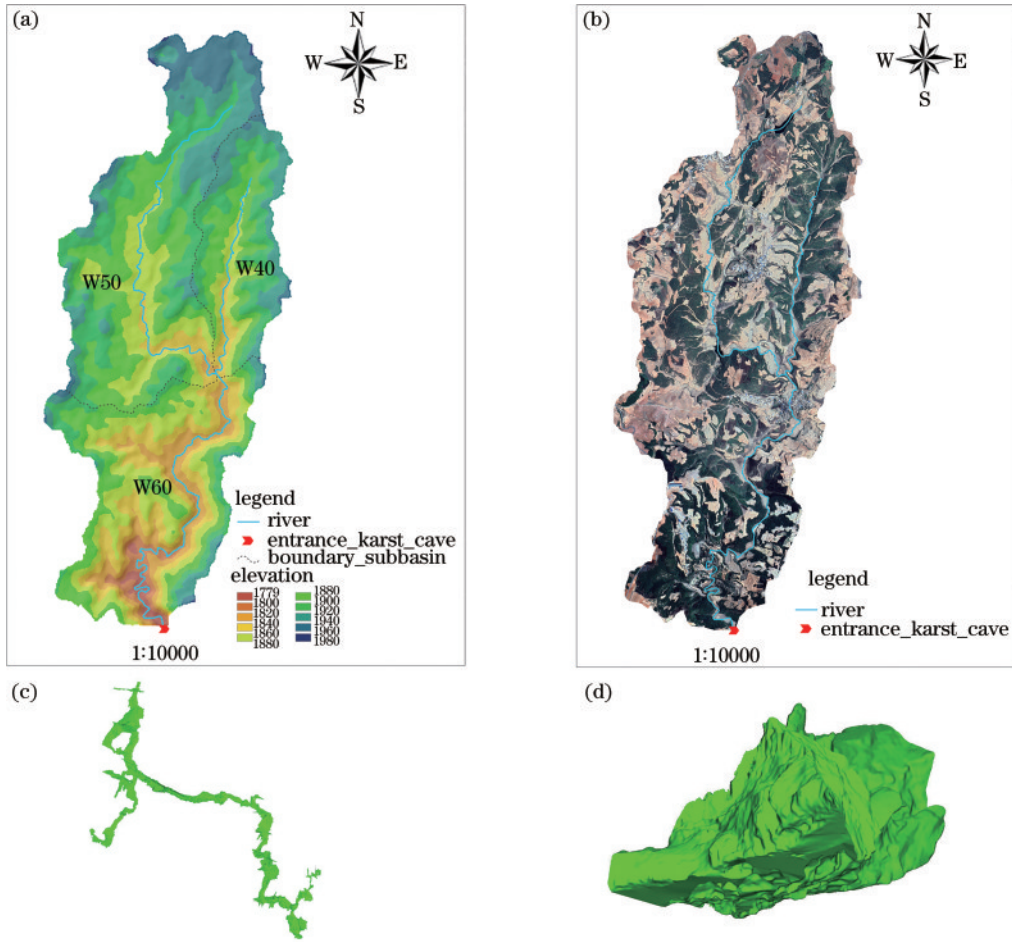 (a)
N
W
E
S
W50
W40
W60
legend
river
entrance_karst_cave
boundary_subbasin
elevation
1779
1800
1820
1840
1860
1880
1880
1900
1920
1940
1960
1980
1:10000
(b)
N
W
E
S
legend
river
entrance_karst_cave
1:10000
(c)
(d)